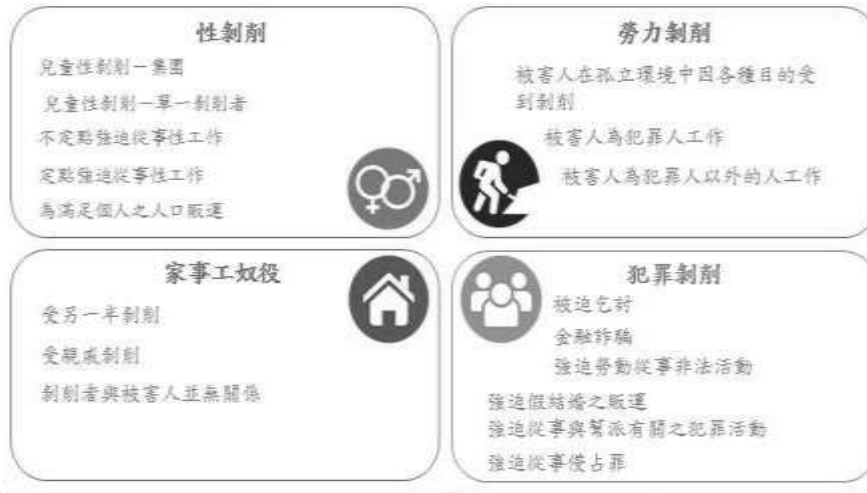 性剝削
兒童性剝削－集團
兒童性剝削－單一剝削者
不定點強迫從事性工作
定點強迫從事性工作
為滿足個人之人口販運
勞力剝削
被害人在孤立環境中因各種目的受
到剝削
被害人為犯罪人工作
被害人為犯罪人以外的人工作
家事工奴役
受另一半剝削
受親戚剝削
剝削者與被害人並無關係
犯罪剝削
被迫乞討
金融詐騙
強迫勞動從事非法活動
強迫假結婚之販運
強迫從事與幫派有關之犯罪活動
強迫從事侵占罪